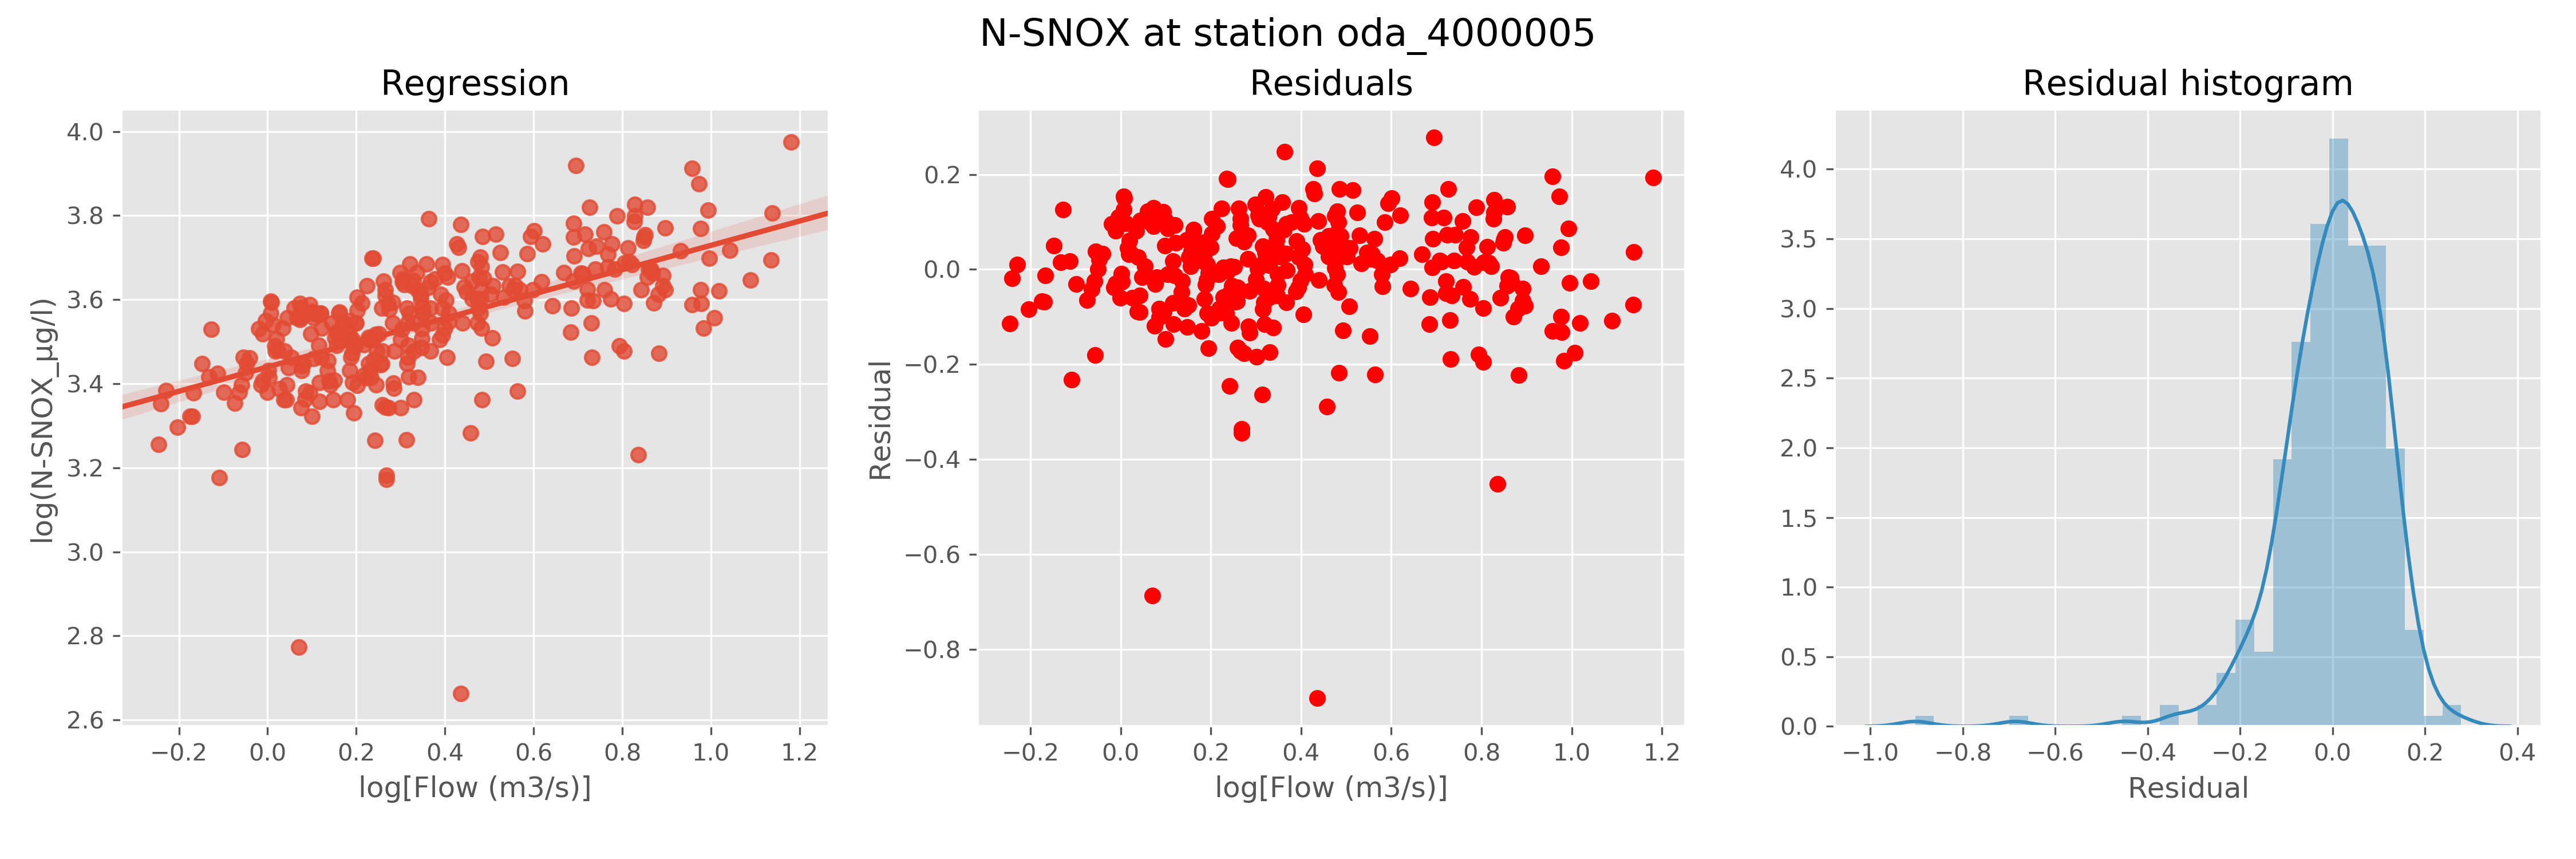 N-SNOX at station oda_4000005
Regression
4.0
3.8
3.6
3.4
3.2
3.0
2.8
2.6
log(N-SNOX_µg/l)
−0.2 0.0 0.2 0.4 0.6 0.8 1.0 1.2
log[Flow (m3/s)]
Residuals
0.2
0.0
−0.2
−0.4
−0.6
−0.8
Residual
−0.2 0.0 0.2 0.4 0.6 0.8 1.0 1.2
log[Flow (m3/s)]
Residual histogram
4.0
3.5
3.0
2.5
2.0
1.5
1.0
0.5
0.0
−1.0 −0.8 −0.6 −0.4 −0.2 0.0 0.2 0.4
Residual